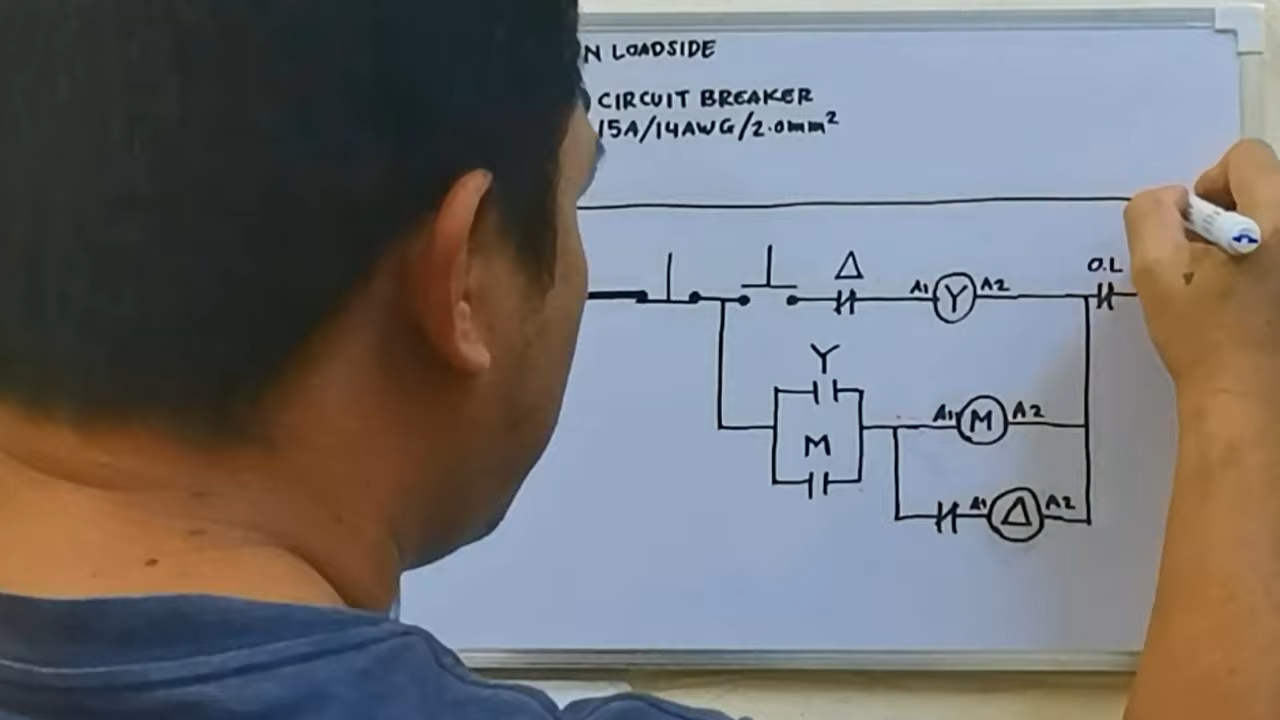 N LOADSIDE
CIRCUIT BREAKER
15A/14AWG/2.0mm²
Δ
A1 Y A2
O.L
Y
M
A1 M A2
A1 Δ A2